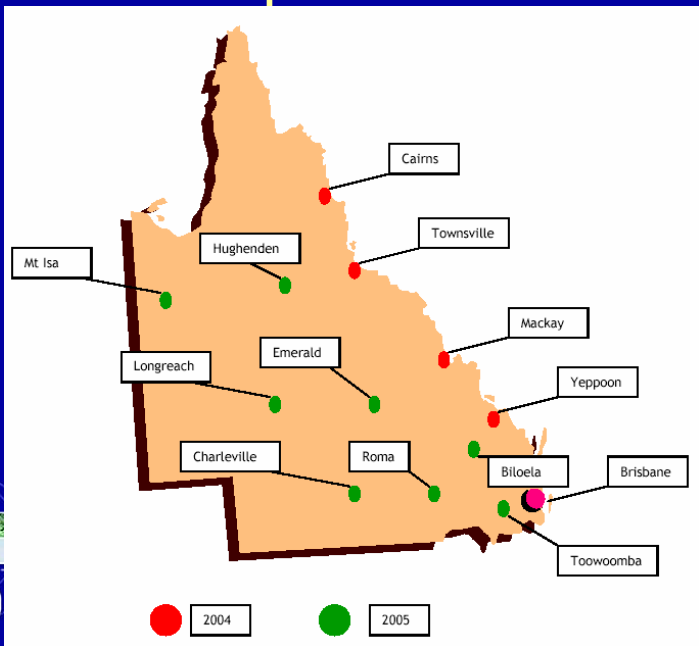 Cairns
Townsville
Hughenden
Mt Isa
Mackay
Emerald
Longreach
Yeppoon
Charleville
Roma
Biloela
Brisbane
Toowoomba
2004
2005